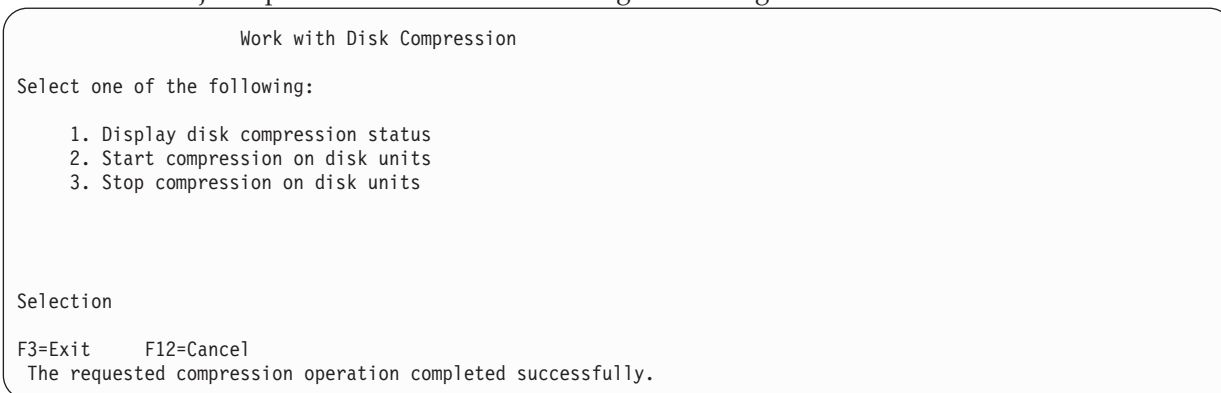 Work with Disk Compression
Select one of the following:
1. Display disk compression status
2. Start compression on disk units
3. Stop compression on disk units
Selection
F3=Exit F12=Cancel
The requested compression operation completed successfully.